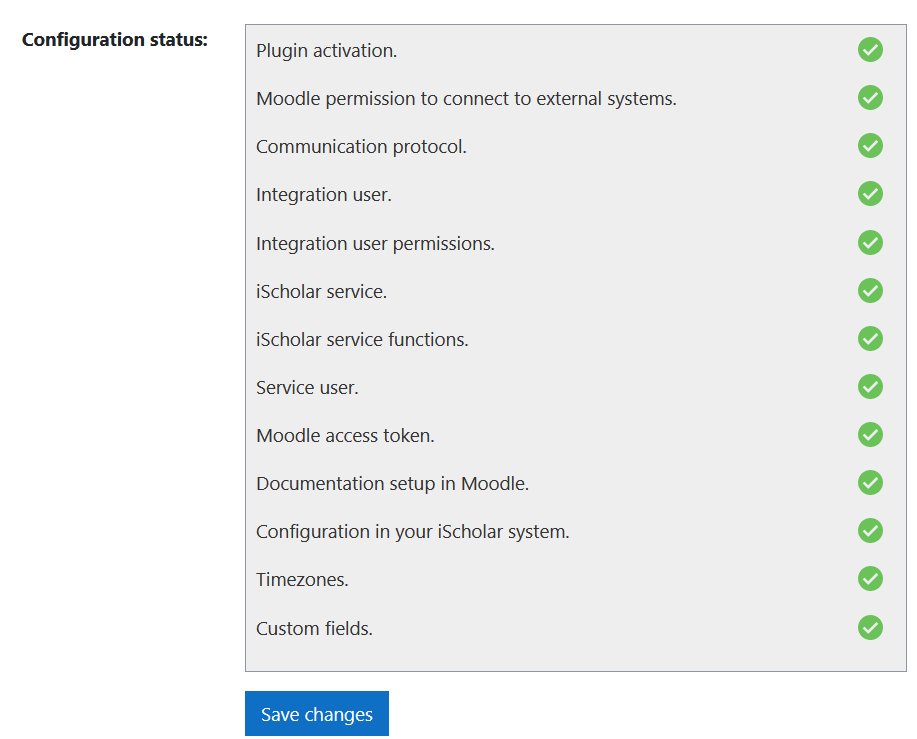 Configuration status:
Plugin activation.
Moodle permission to connect to external systems.
Communication protocol.
Integration user.
Integration user permissions.
iScholar service.
iScholar service functions.
Service user.
Moodle access token.
Documentation setup in Moodle.
Configuration in your iScholar system.
Timezones.
Custom fields.
Save changes